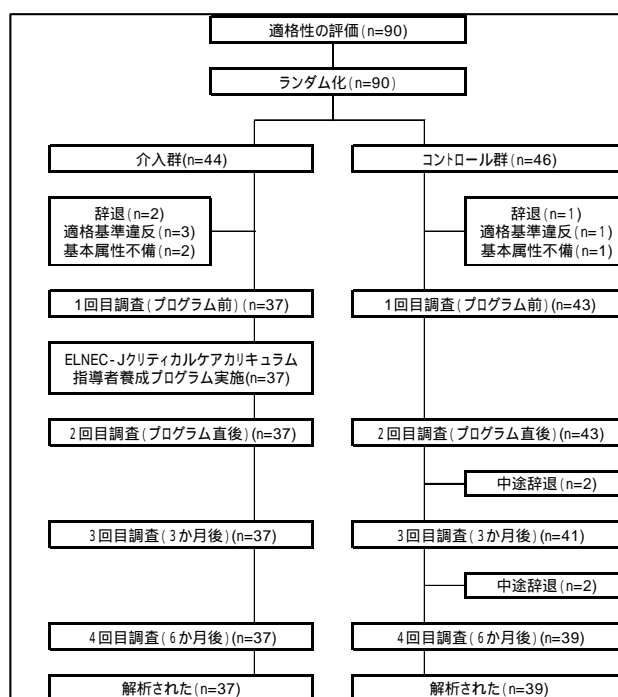 適格性の評価(n=90)
ランダム化(n=90)
介入群(n=44)
コントロール群(n=46)
辞退(n=2)
適格基準違反(n=3)
基本属性不備(n=2)
辞退(n=1)
適格基準違反(n=1)
基本属性不備(n=1)
1回目調査(プログラム前)(n=37)
1回目調査(プログラム前)(n=43)
ELNEC-Jクリティカルケアカリキュラム
指導者養成プログラム実施(n=37)
2回目調査(プログラム直後)(n=37)
2回目調査(プログラム直後)(n=43)
中途辞退(n=2)
3回目調査(3か月後)(n=37)
3回目調査(3か月後)(n=41)
中途辞退(n=2)
4回目調査(6か月後)(n=37)
4回目調査(6か月後)(n=39)
解析された(n=37)
解析された(n=39)